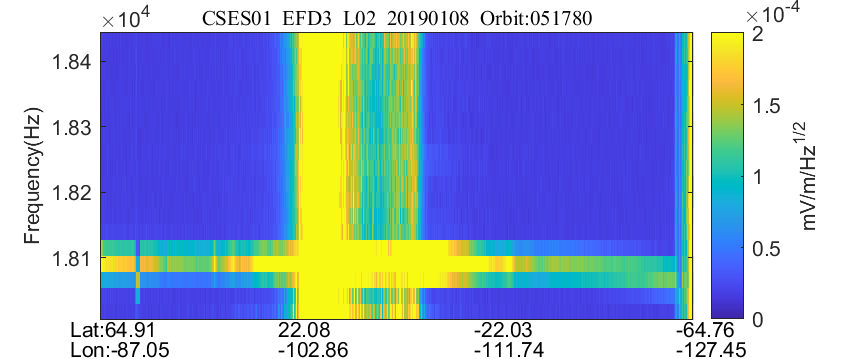 ×10⁴ CSES01 EFD3 L02 20190108 Orbit:051780 ×10⁻⁴
1.84
1.83
1.82
1.81
Frequency(Hz)
2
1.5
1
0.5
0
mV/m/Hz^1/2
Lat:64.91 22.08 -22.03 -64.76
Lon:-87.05 -102.86 -111.74 -127.45